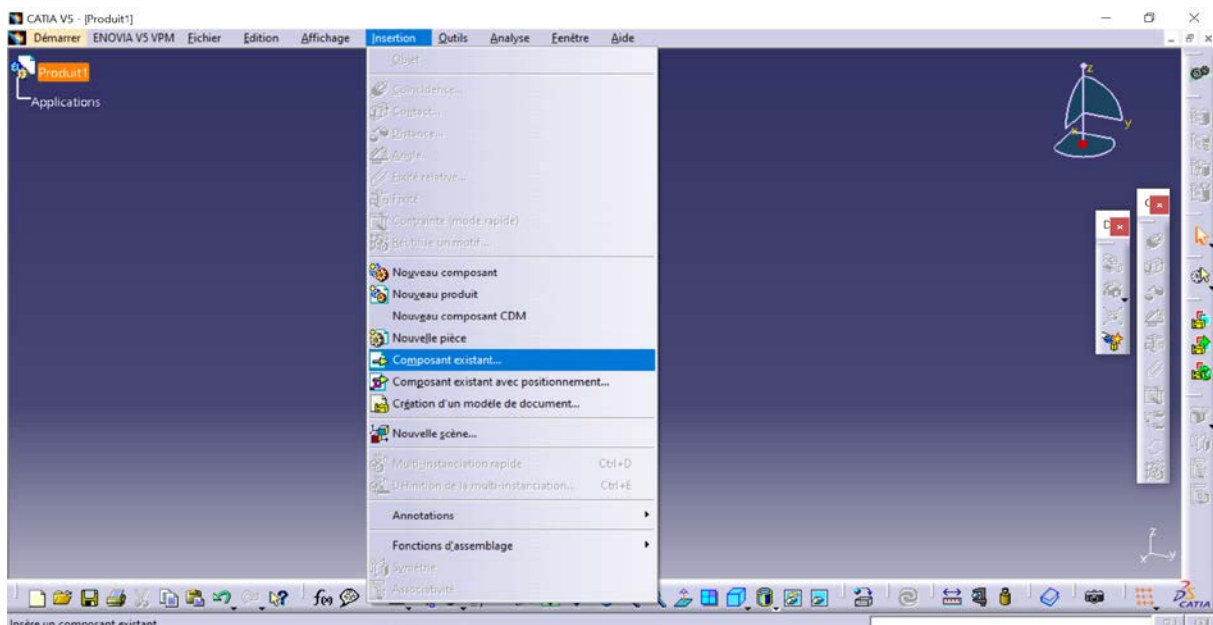 CATIA V5 - [Produit1]
Démarrer ENOVIA V5 VPM Fichier Edition Affichage Insertion Outils Analyse Fenêtre Aide
Produit1
Applications
Objet
Coïncidence...
Contact...
Distance...
Angle...
Fixité relative...
Fixité
Contrainte (mode rapide)
Réutilise un motif...
Nouveau composant
Nouveau produit
Nouveau composant CDM
Nouvelle pièce
Composant existant...
Composant existant avec positionnement...
Création d'un modèle de document...
Nouvelle scène...
Multi-instanciation rapide Ctrl+D
Définition de la multi-instanciation... Ctrl+E
Annotations
Fonctions d'assemblage
Symétrie
Associativité
z
y
x
z
y
x
f(x)
CATIA
Insère un composant existant